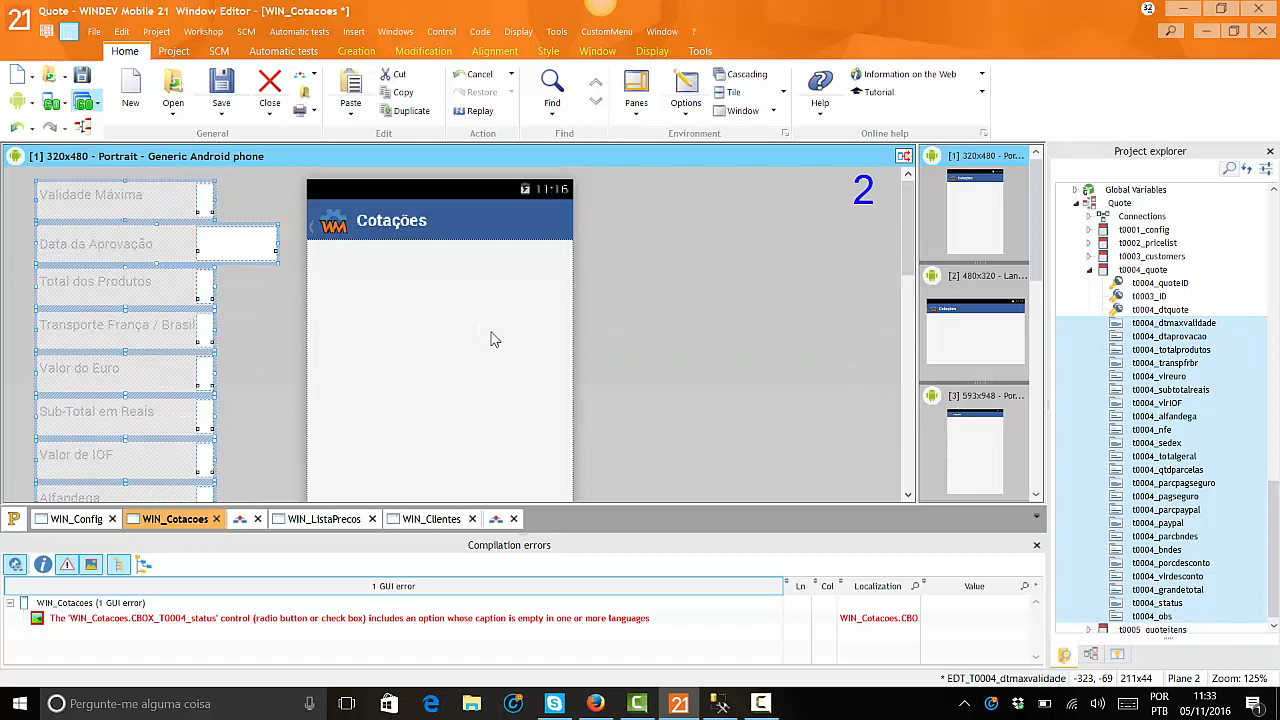 21 Quote - WINDEV Mobile 21 Window Editor - [WIN_Cotacoes *]
32
File Edit Project Workshop SCM Automatic tests Insert Windows Control Code Display Tools CustomMenu Window ?
Home Project SCM Automatic tests Creation Modification Alignment Style Window Display Tools
New Open Save Close
General
Paste Cut Copy Duplicate
Edit
Cancel Restore Replay
Action
Find
Find
Panes Options Cascading Tile Window
Environment
Help Information on the Web Tutorial
Online help
[1] 320x480 - Portrait - Generic Android phone
Validade Máxima
Data da Aprovação
Total dos Produtos
Transporte França / Brasil
Valor do Euro
Sub-Total em Reais
Valor de IOF
Alfandega
11:16
Cotações
2
[1] 320x480 - Por...
Cotações
[2] 480x320 - Lan...
Cotações
[3] 593x948 - Por...
Project explorer
Global Variables
Quote
Connections
t0001_config
t0002_pricelist
t0003_customers
t0004_quote
t0004_quoteID
t0003_ID
t0004_dtquote
t0004_dtmaxvalidade
t0004_dtaprovacao
t0004_totalprodutos
t0004_transpfrbr
t0004_vlreuro
t0004_subtotalreais
t0004_vlrIOF
t0004_alfandega
t0004_nfe
t0004_sedex
t0004_totalgeral
t0004_qtdparcelas
t0004_parcpagseguro
t0004_pagseguro
t0004_parcpaypal
t0004_paypal
t0004_parcbndes
t0004_bndes
t0004_porcdesconto
t0004_vlrdesconto
t0004_grandetotal
t0004_status
t0004_obs
t0005_quoteitens
WIN_Config WIN_Cotacoes WIN_ListaPrecos WIN_Clientes
Compilation errors
1 GUI error Ln Col Localization Value
WIN_Cotacoes (1 GUI error)
The 'WIN_Cotacoes.CBOX_T0004_status' control (radio button or check box) includes an option whose caption is empty in one or more languages WIN_Cotacoes.CBO
* EDT_T0004_dtmaxvalidade -323, -69 211x44 Plane 2 Zoom: 125%
Pergunte-me alguma coisa
21
POR
PTB
11:33
05/11/2016